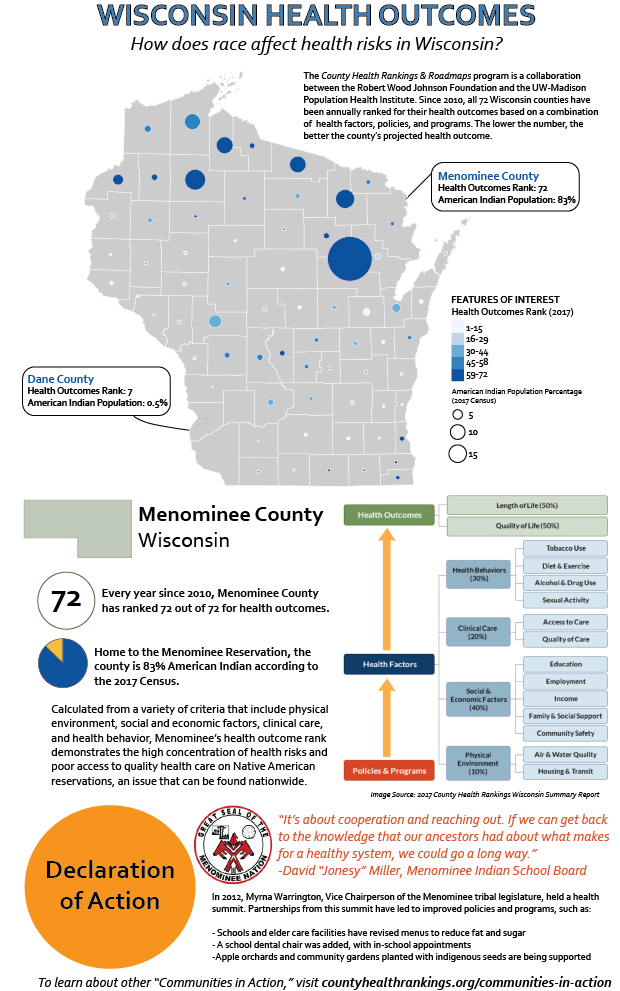 WISCONSIN HEALTH OUTCOMES
How does race affect health risks in Wisconsin?
The County Health Rankings & Roadmaps program is a collaboration
between the Robert Wood Johnson Foundation and the UW-Madison
Population Health Institute. Since 2010, all 72 Wisconsin counties have
been annually ranked for their health outcomes based on a combination
of health factors, policies, and programs. The lower the number, the
better the county's projected health outcome.
Menominee County
Health Outcomes Rank: 72
American Indian Population: 83%
FEATURES OF INTEREST
Health Outcomes Rank (2017)
1-15
16-29
30-44
45-58
59-72
American Indian Population Percentage
(2017 Census)
5
10
15
Dane County
Health Outcomes Rank: 7
American Indian Population: 0.5%
Menominee County
Wisconsin
72
Every year since 2010, Menominee County
has ranked 72 out of 72 for health outcomes.
Home to the Menominee Reservation, the
county is 83% American Indian according to
the 2017 Census.
Calculated from a variety of criteria that include physical
environment, social and economic factors, clinical care,
and health behavior, Menominee's health outcome rank
demonstrates the high concentration of health risks and
poor access to quality health care on Native American
reservations, an issue that can be found nationwide.
Health Outcomes
Length of Life (50%)
Quality of Life (50%)
Health Factors
Health Behaviors
(30%)
Tobacco Use
Diet & Exercise
Alcohol & Drug Use
Sexual Activity
Clinical Care
(20%)
Access to Care
Quality of Care
Social &
Economic Factors
(40%)
Education
Employment
Income
Family & Social Support
Community Safety
Physical
Environment
(10%)
Air & Water Quality
Housing & Transit
Policies & Programs
Image Source: 2017 County Health Rankings Wisconsin Summary Report
Declaration
of Action
GREAT SEAL OF THE
MENOMINEE NATION
"It's about cooperation and reaching out. If we can get back
to the knowledge that our ancestors had about what makes
for a healthy system, we could go a long way."
-David "Jonesy" Miller, Menominee Indian School Board
In 2012, Myrna Warrington, Vice Chairperson of the Menominee tribal legislature, held a health
summit. Partnerships from this summit have led to improved policies and programs, such as:
- Schools and elder care facilities have revised menus to reduce fat and sugar
- A school dental chair was added, with in-school appointments
-Apple orchards and community gardens planted with indigenous seeds are being supported
To learn about other "Communities in Action," visit countyhealthrankings.org/communities-in-action